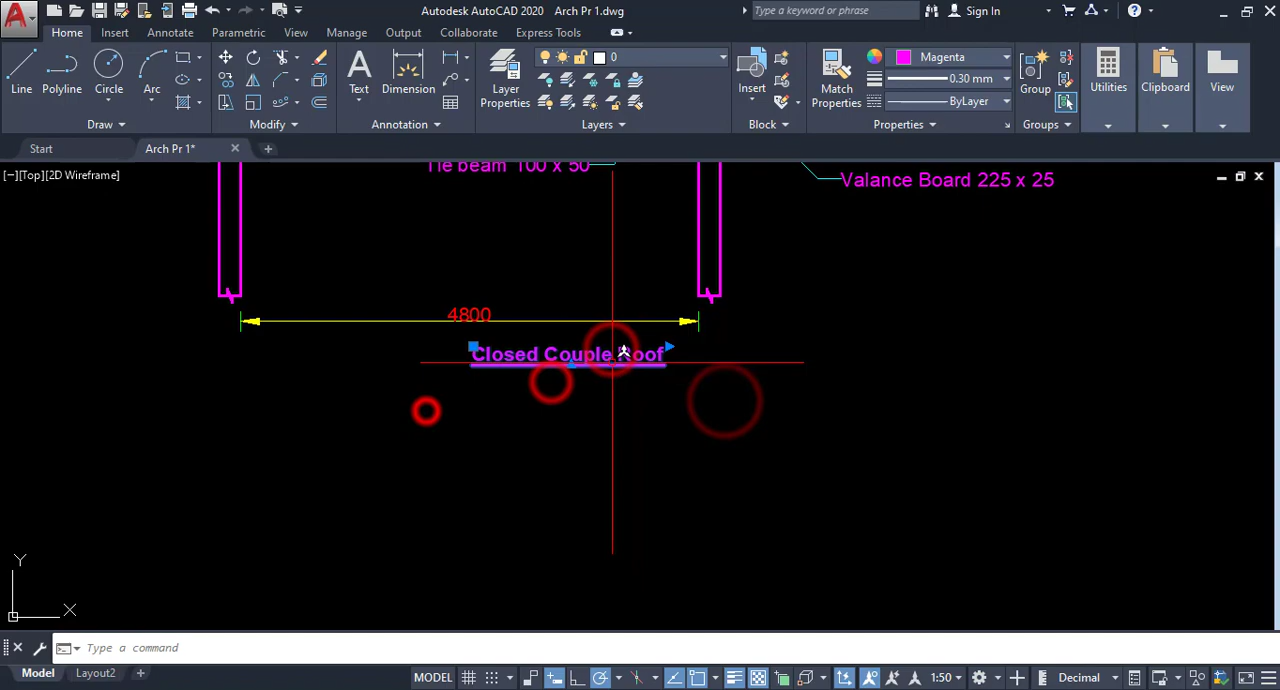 Autodesk AutoCAD 2020 Arch Pr 1.dwg
Type a keyword or phrase
Sign In
Home Insert Annotate Parametric View Manage Output Collaborate Express Tools
0
Magenta
0.30 mm
ByLayer
Line Polyline Circle Arc
Text Dimension
Layer Properties
Insert
Match Properties
Group
Utilities Clipboard View
Draw Modify Annotation Layers Block Properties Groups
Start Arch Pr 1*
[−][Top][2D Wireframe]
Tie beam 100 x 50
Valance Board 225 x 25
4800
Closed Couple Roof
Y
X
Type a command
Model Layout2
MODEL 1:50 Decimal